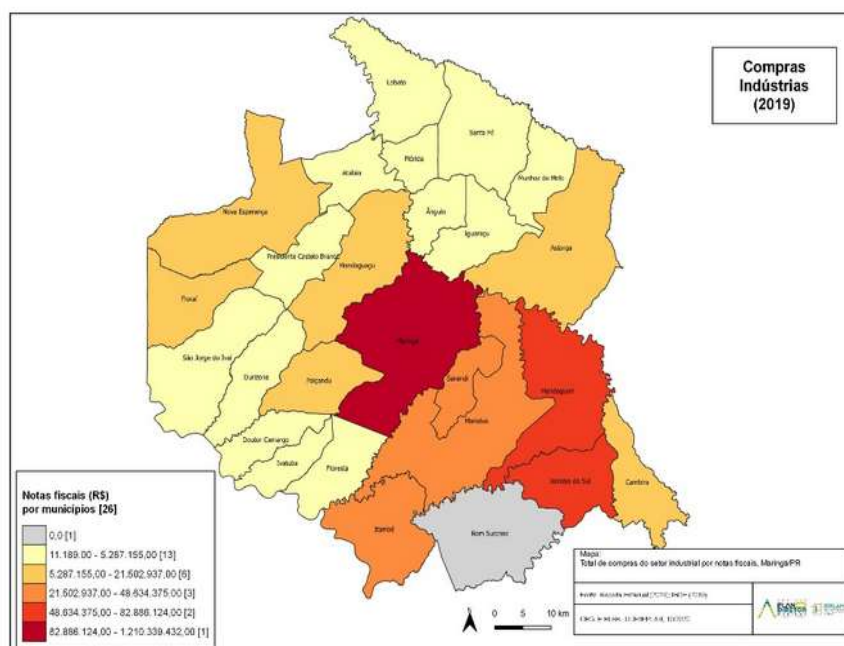 Compras
Indústrias
(2019)
Lobato
Santa Fé
Flórida
Munhoz de Mello
Atalaia
Ângulo
Iguaraçu
Nova Esperança
Astorga
Presidente Castelo Branco
Mandaguaçu
Floraí
Maringá
São Jorge do Ivaí
Ourizona
Paiçandu
Sarandi
Mandaguari
Marialva
Doutor Camargo
Ivatuba
Floresta
Jandaia do Sul
Cambira
Itambé
Bom Sucesso
Notas fiscais (R$)
por municípios [26]
0,0 [1]
11.189,00 - 5.287.155,00 [13]
5.287.155,00 - 21.502.937,00 [6]
21.502.937,00 - 48.634.375,00 [3]
48.634.375,00 - 82.886.124,00 [2]
82.886.124,00 - 1.210.339.432,00 [1]
0 5 10 km
Mapa:
Total de compras do setor industrial por notas fiscais, Maringá/PR